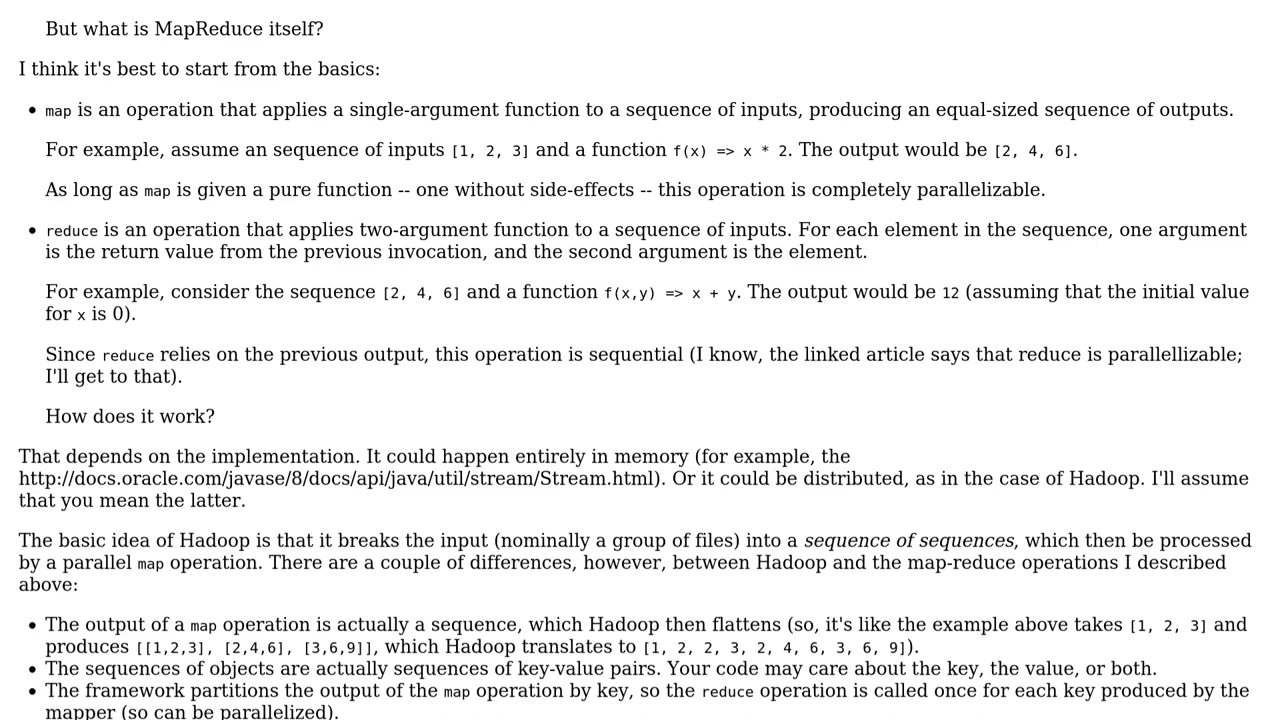 But what is MapReduce itself?
I think it's best to start from the basics:
• map is an operation that applies a single-argument function to a sequence of inputs, producing an equal-sized sequence of outputs.
For example, assume an sequence of inputs [1, 2, 3] and a function f(x) => x * 2. The output would be [2, 4, 6].
As long as map is given a pure function -- one without side-effects -- this operation is completely parallelizable.
• reduce is an operation that applies two-argument function to a sequence of inputs. For each element in the sequence, one argument
is the return value from the previous invocation, and the second argument is the element.
For example, consider the sequence [2, 4, 6] and a function f(x,y) => x + y. The output would be 12 (assuming that the initial value
for x is 0).
Since reduce relies on the previous output, this operation is sequential (I know, the linked article says that reduce is parallellizable;
I'll get to that).
How does it work?
That depends on the implementation. It could happen entirely in memory (for example, the
http://docs.oracle.com/javase/8/docs/api/java/util/stream/Stream.html). Or it could be distributed, as in the case of Hadoop. I'll assume
that you mean the latter.
The basic idea of Hadoop is that it breaks the input (nominally a group of files) into a sequence of sequences, which then be processed
by a parallel map operation. There are a couple of differences, however, between Hadoop and the map-reduce operations I described
above:
• The output of a map operation is actually a sequence, which Hadoop then flattens (so, it's like the example above takes [1, 2, 3] and
produces [[1,2,3], [2,4,6], [3,6,9]], which Hadoop translates to [1, 2, 2, 3, 2, 4, 6, 3, 6, 9]).
• The sequences of objects are actually sequences of key-value pairs. Your code may care about the key, the value, or both.
• The framework partitions the output of the map operation by key, so the reduce operation is called once for each key produced by the
mapper (so can be parallelized).